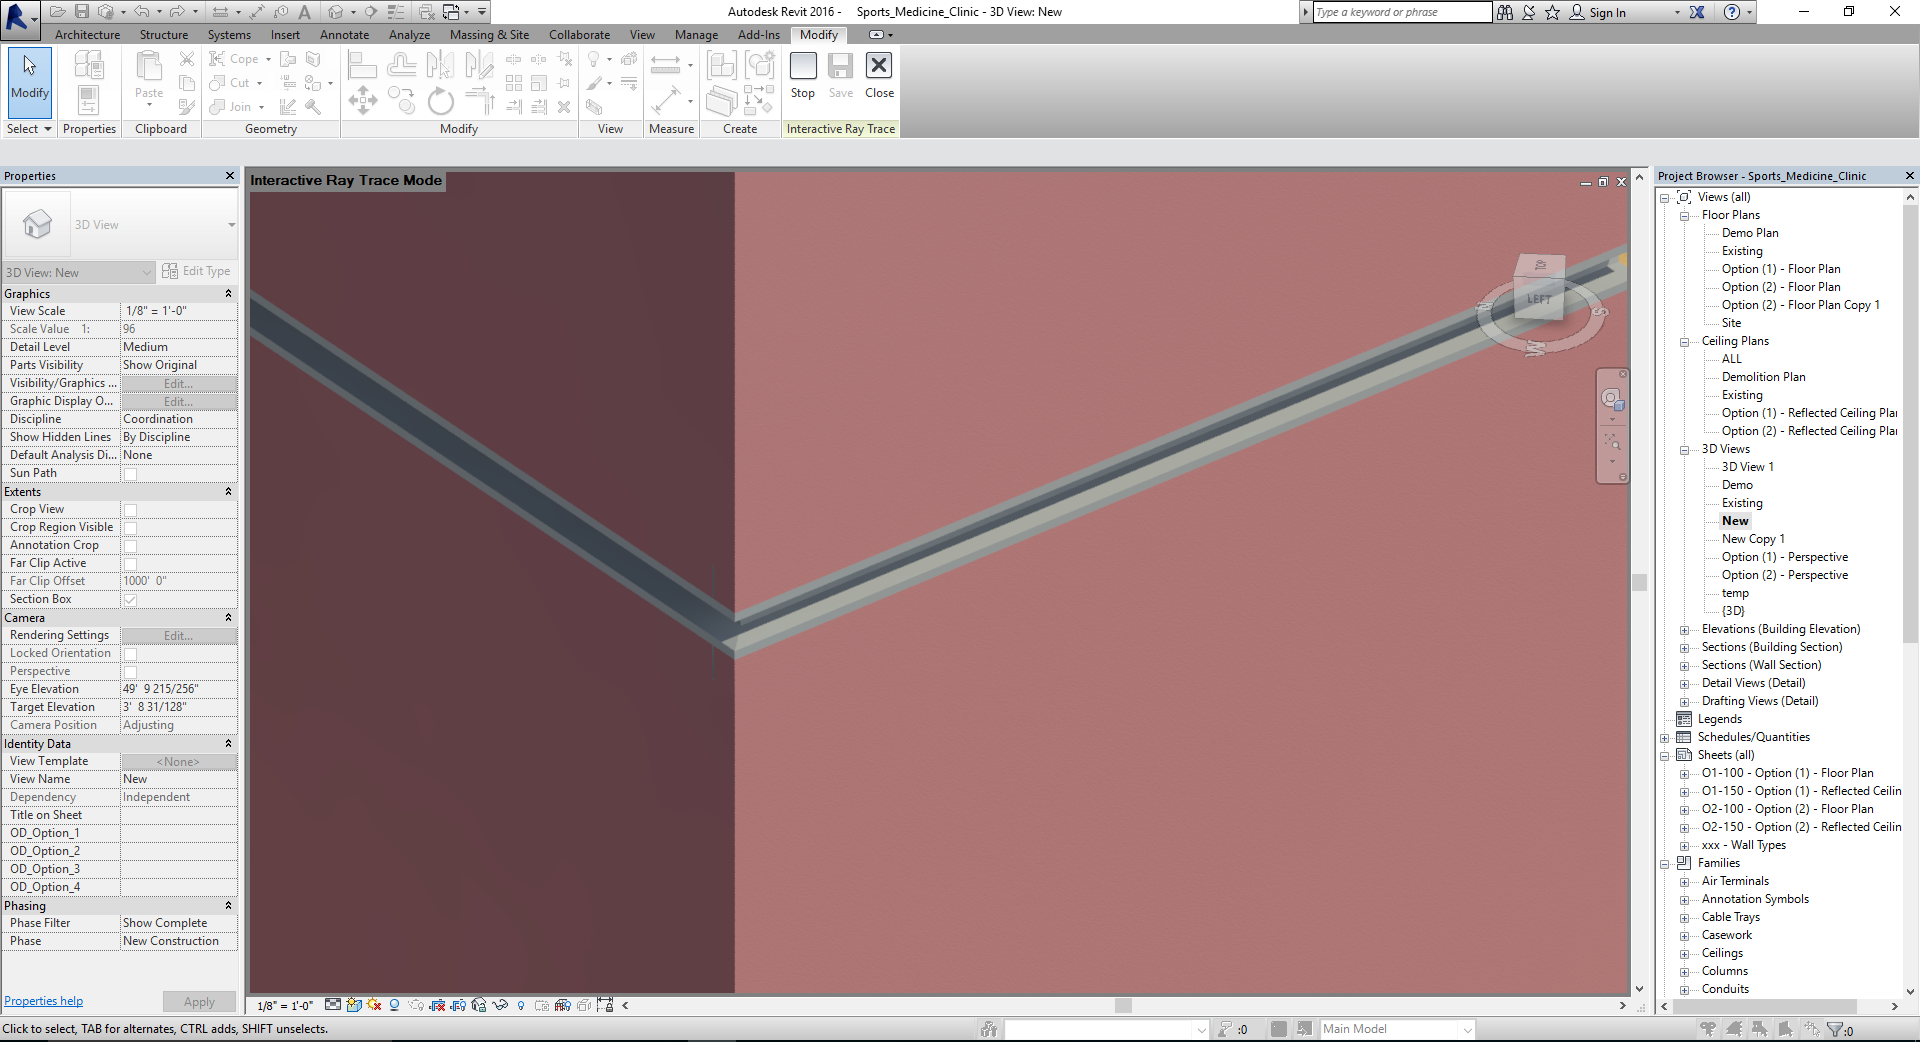 Autodesk Revit 2016 -     Sports_Medicine_Clinic - 3D View: New
Type a keyword or phrase
Sign In
Architecture
Structure
Systems
Insert
Annotate
Analyze
Massing & Site
Collaborate
View
Manage
Add-Ins
Modify
Modify
Paste
Cope
Cut
Join
Stop
Save
Close
Select
Properties
Clipboard
Geometry
Modify
View
Measure
Create
Interactive Ray Trace
Properties
3D View
3D View: New
Edit Type
Graphics
View Scale 1/8" = 1'-0"
Scale Value 1: 96
Detail Level Medium
Parts Visibility Show Original
Visibility/Graphics ... Edit...
Graphic Display O... Edit...
Discipline Coordination
Show Hidden Lines By Discipline
Default Analysis Di... None
Sun Path
Extents
Crop View
Crop Region Visible
Annotation Crop
Far Clip Active
Far Clip Offset 1000' 0"
Section Box
Camera
Rendering Settings Edit...
Locked Orientation
Perspective
Eye Elevation 49' 9 215/256"
Target Elevation 3' 8 31/128"
Camera Position Adjusting
Identity Data
View Template <None>
View Name New
Dependency Independent
Title on Sheet
OD_Option_1
OD_Option_2
OD_Option_3
OD_Option_4
Phasing
Phase Filter Show Complete
Phase New Construction
Properties help
Apply
Interactive Ray Trace Mode
TOP
LEFT
N
S
W
1/8" = 1'-0"
Project Browser - Sports_Medicine_Clinic
Views (all)
Floor Plans
Demo Plan
Existing
Option (1) - Floor Plan
Option (2) - Floor Plan
Option (2) - Floor Plan Copy 1
Site
Ceiling Plans
ALL
Demolition Plan
Existing
Option (1) - Reflected Ceiling Plan
Option (2) - Reflected Ceiling Plan
3D Views
3D View 1
Demo
Existing
New
New Copy 1
Option (1) - Perspective
Option (2) - Perspective
temp
{3D}
Elevations (Building Elevation)
Sections (Building Section)
Sections (Wall Section)
Detail Views (Detail)
Drafting Views (Detail)
Legends
Schedules/Quantities
Sheets (all)
O1-100 - Option (1) - Floor Plan
O1-150 - Option (1) - Reflected Ceilin
O2-100 - Option (2) - Floor Plan
O2-150 - Option (2) - Reflected Ceilin
xxx - Wall Types
Families
Air Terminals
Annotation Symbols
Cable Trays
Casework
Ceilings
Columns
Conduits
Click to select, TAB for alternates, CTRL adds, SHIFT unselects.
:0
Main Model
:0